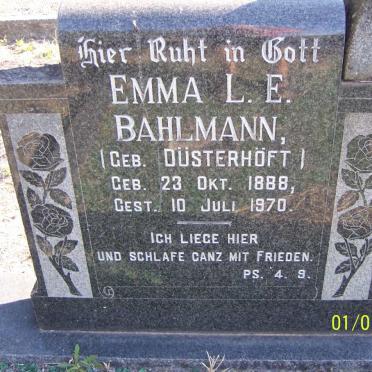 Hier Ruht in Gott
EMMA L. E.
BAHLMANN,
(GEB. DÜSTERHÖFT)
GEB. 23 OKT. 1888,
GEST. 10 JULI 1970.
ICH LIEGE HIER
UND SCHLAFE GANZ MIT FRIEDEN.
PS. 4. 9.
01/0